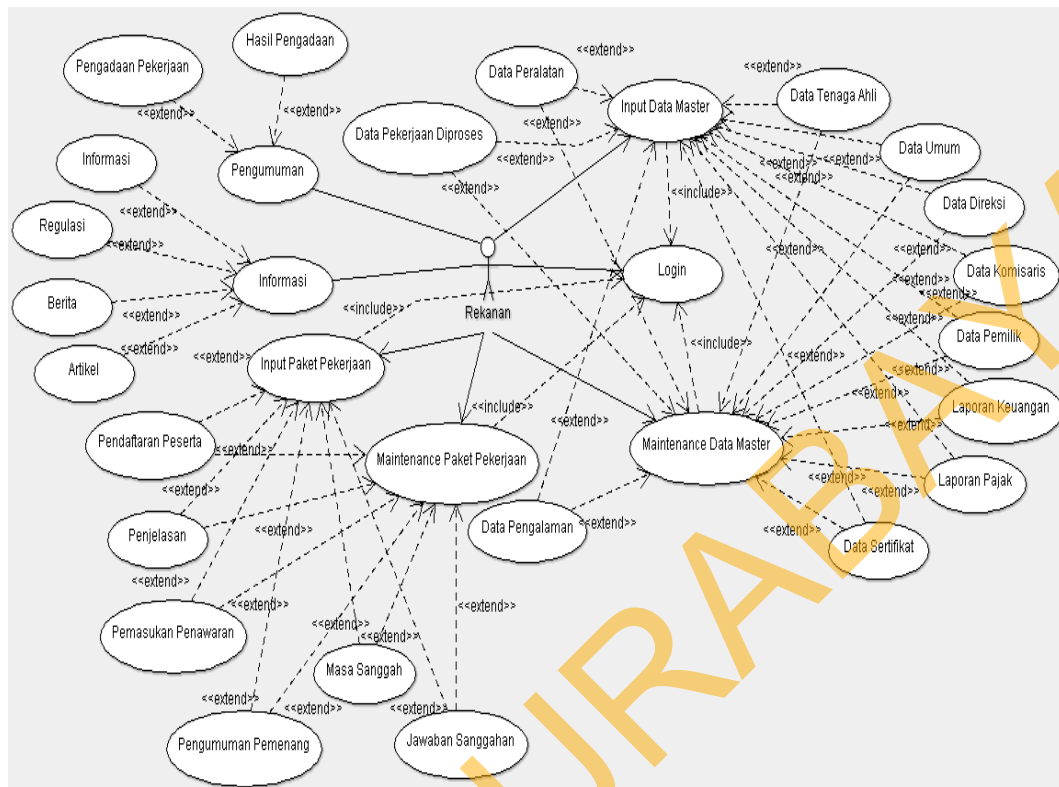 Hasil Pengadaan
<<extend>>
<<extend>>
Pengadaan Pekerjaan
Data Peralatan
<<extend>>
Data Tenaga Ahli
<<extend>>
<<extend>>
Input Data Master
Data Pekerjaan Diproses
Informasi
Pengumuman
<<extend>>
<<extend>>
<<extend>>
<<extend>>
Data Umum
<<extend>>
<<include>>
<<extend>>
Data Direksi
Regulasi
<<extend>>
<<extend>>
<<extend>>
<<extend>>
Login
Data Komisaris
Informasi
Berita
<<extend>>
<<include>>
Rekanan
<<extend>>
<<extend>>
<<extend>>
Data Pemilik
<<include>>
Artikel
<<extend>>
<<extend>>
Input Paket Pekerjaan
<<extend>>
<<extend>>
Laporan Keuangan
<<include>>
<<extend>>
Pendaftaran Peserta
<<extend>>
Maintenance Data Master
Maintenance Paket Pekerjaan
<<extend>>
<<extend>>
Laporan Pajak
<<extend>>
<<extend>>
<<extend>>
Penjelasan
Data Pengalaman
<<extend>>
<<extend>>
Data Sertifikat
<<extend>>
<<extend>>
<<extend>>
Pemasukan Penawaran
<<extend>>
<<extend>>
<<extend>>
Masa Sanggah
<<extend>>
<<extend>>
<<extend>>
Pengumuman Pemenang
Jawaban Sanggahan
URABAYA